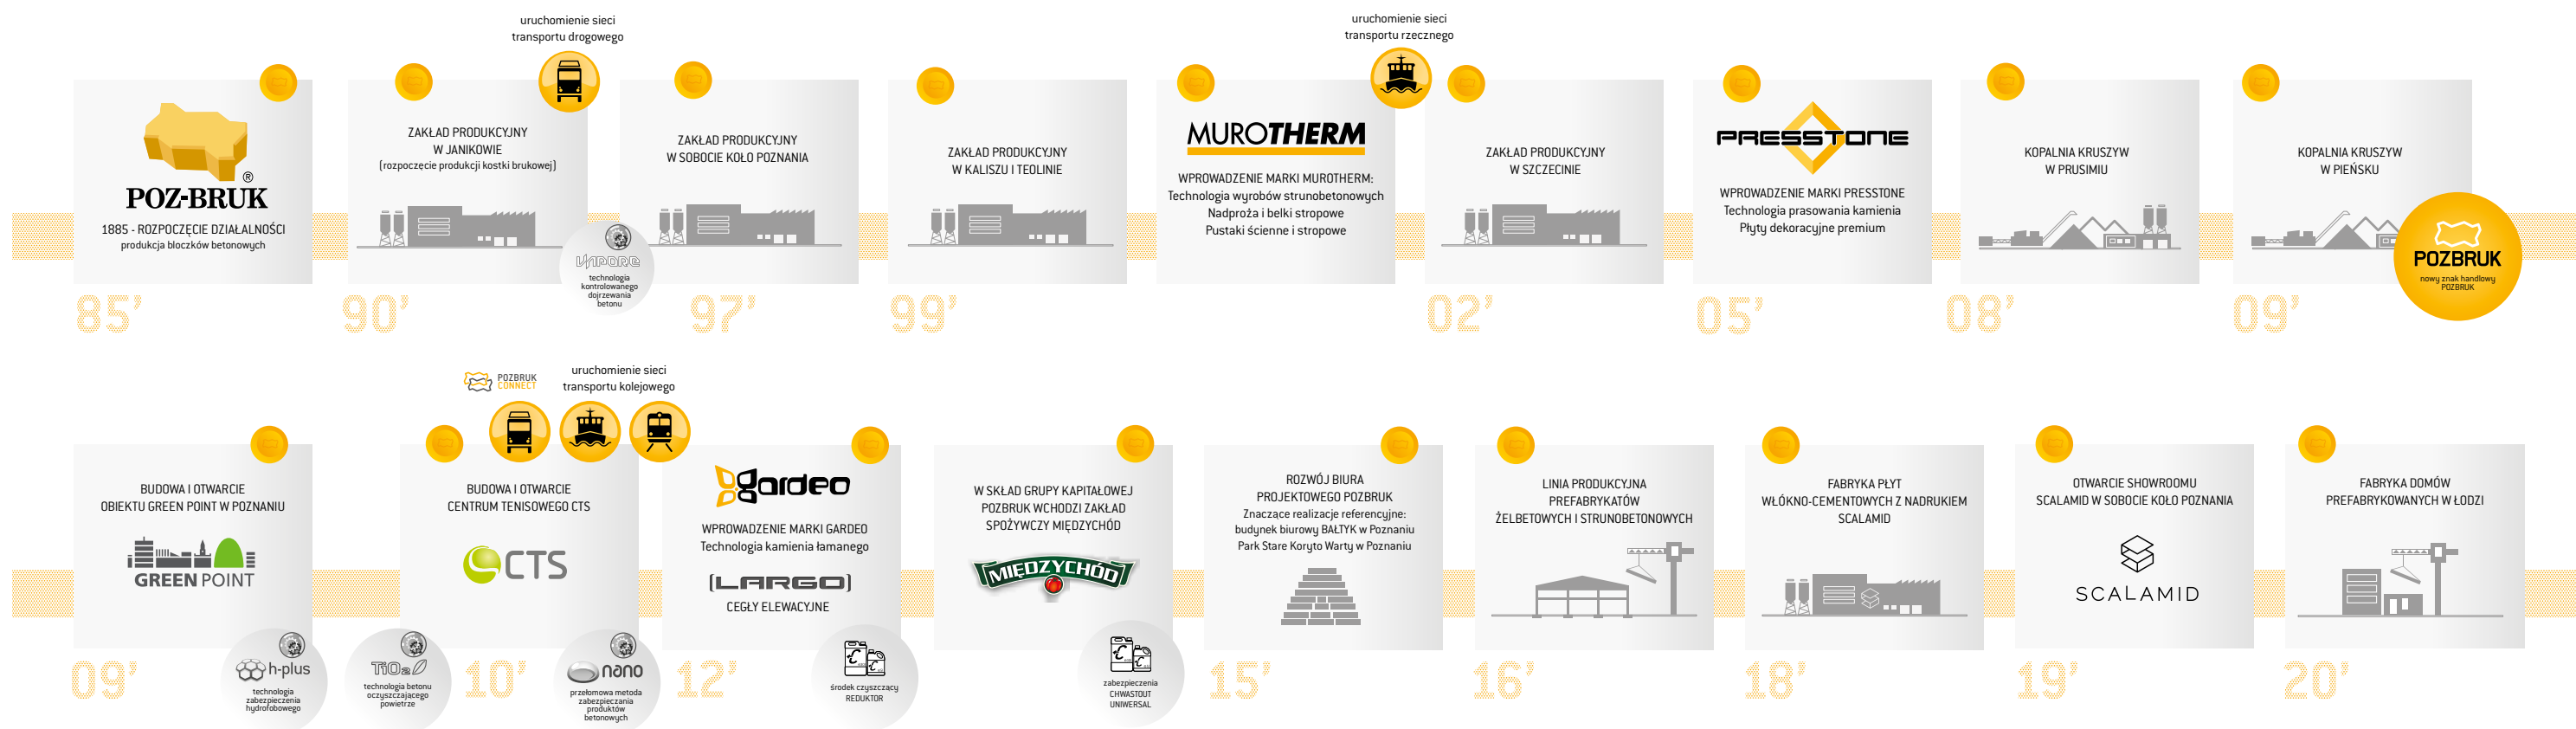 uruchomienie sieci
transportu drogowego
uruchomienie sieci
transportu rzecznego
POZ-BRUK®
1885 - ROZPOCZĘCIE DZIAŁALNOŚCI
produkcja bloczków betonowych
85’
ZAKŁAD PRODUKCYJNY
W JANIKOWIE
(rozpoczęcie produkcji kostki brukowej)
90’
VAPORE
technologia
kontrolowanego
dojrzewania
betonu
ZAKŁAD PRODUKCYJNY
W SOBOCIE KOŁO POZNANIA
97’
ZAKŁAD PRODUKCYJNY
W KALISZU I TEOLINIE
99’
MUROTHERM
WPROWADZENIE MARKI MUROTHERM:
Technologia wyrobów strunobetonowych
Nadproża i belki stropowe
Pustaki ścienne i stropowe
ZAKŁAD PRODUKCYJNY
W SZCZECINIE
02’
PRESSTONE
WPROWADZENIE MARKI PRESSTONE
Technologia prasowania kamienia
Płyty dekoracyjne premium
05’
KOPALNIA KRUSZYW
W PRUSIMIU
08’
KOPALNIA KRUSZYW
W PIEŃSKU
09’
POZBRUK
nowy znak handlowy
POZBRUK
BUDOWA I OTWARCIE
OBIEKTU GREEN POINT W POZNANIU
GREEN POINT
09’
h-plus
technologia
zabezpieczenia
hydrofobowego
POZBRUK
CONNECT
uruchomienie sieci
transportu kolejowego
BUDOWA I OTWARCIE
CENTRUM TENISOWEGO CTS
CTS
TiO2
technologia betonu
oczyszczającego
powietrze
10’
nano
przełomowa metoda
zabezpieczania
produktów
betonowych
gardeo
WPROWADZENIE MARKI GARDEO
Technologia kamienia łamanego
(LARGO)
CEGŁY ELEWACYJNE
12’
środek czyszczący
REDUKTOR
W SKŁAD GRUPY KAPITAŁOWEJ
POZBRUK WCHODZI ZAKŁAD
SPOŻYWCZY MIĘDZYCHÓD
MIĘDZYCHÓD
zabezpieczenia
CHWASTOUT
UNIWERSAL
ROZWÓJ BIURA
PROJEKTOWEGO POZBRUK
Znaczące realizacje referencyjne:
budynek biurowy BAŁTYK w Poznaniu
Park Stare Koryto Warty w Poznaniu
15’
LINIA PRODUKCYJNA
PREFABRYKATÓW
ŻELBETOWYCH I STRUNOBETONOWYCH
16’
FABRYKA PŁYT
WŁÓKNO-CEMENTOWYCH Z NADRUKIEM
SCALAMID
18’
OTWARCIE SHOWROOMU
SCALAMID W SOBOCIE KOŁO POZNANIA
SCALAMID
19’
FABRYKA DOMÓW
PREFABRYKOWANYCH W ŁODZI
20’